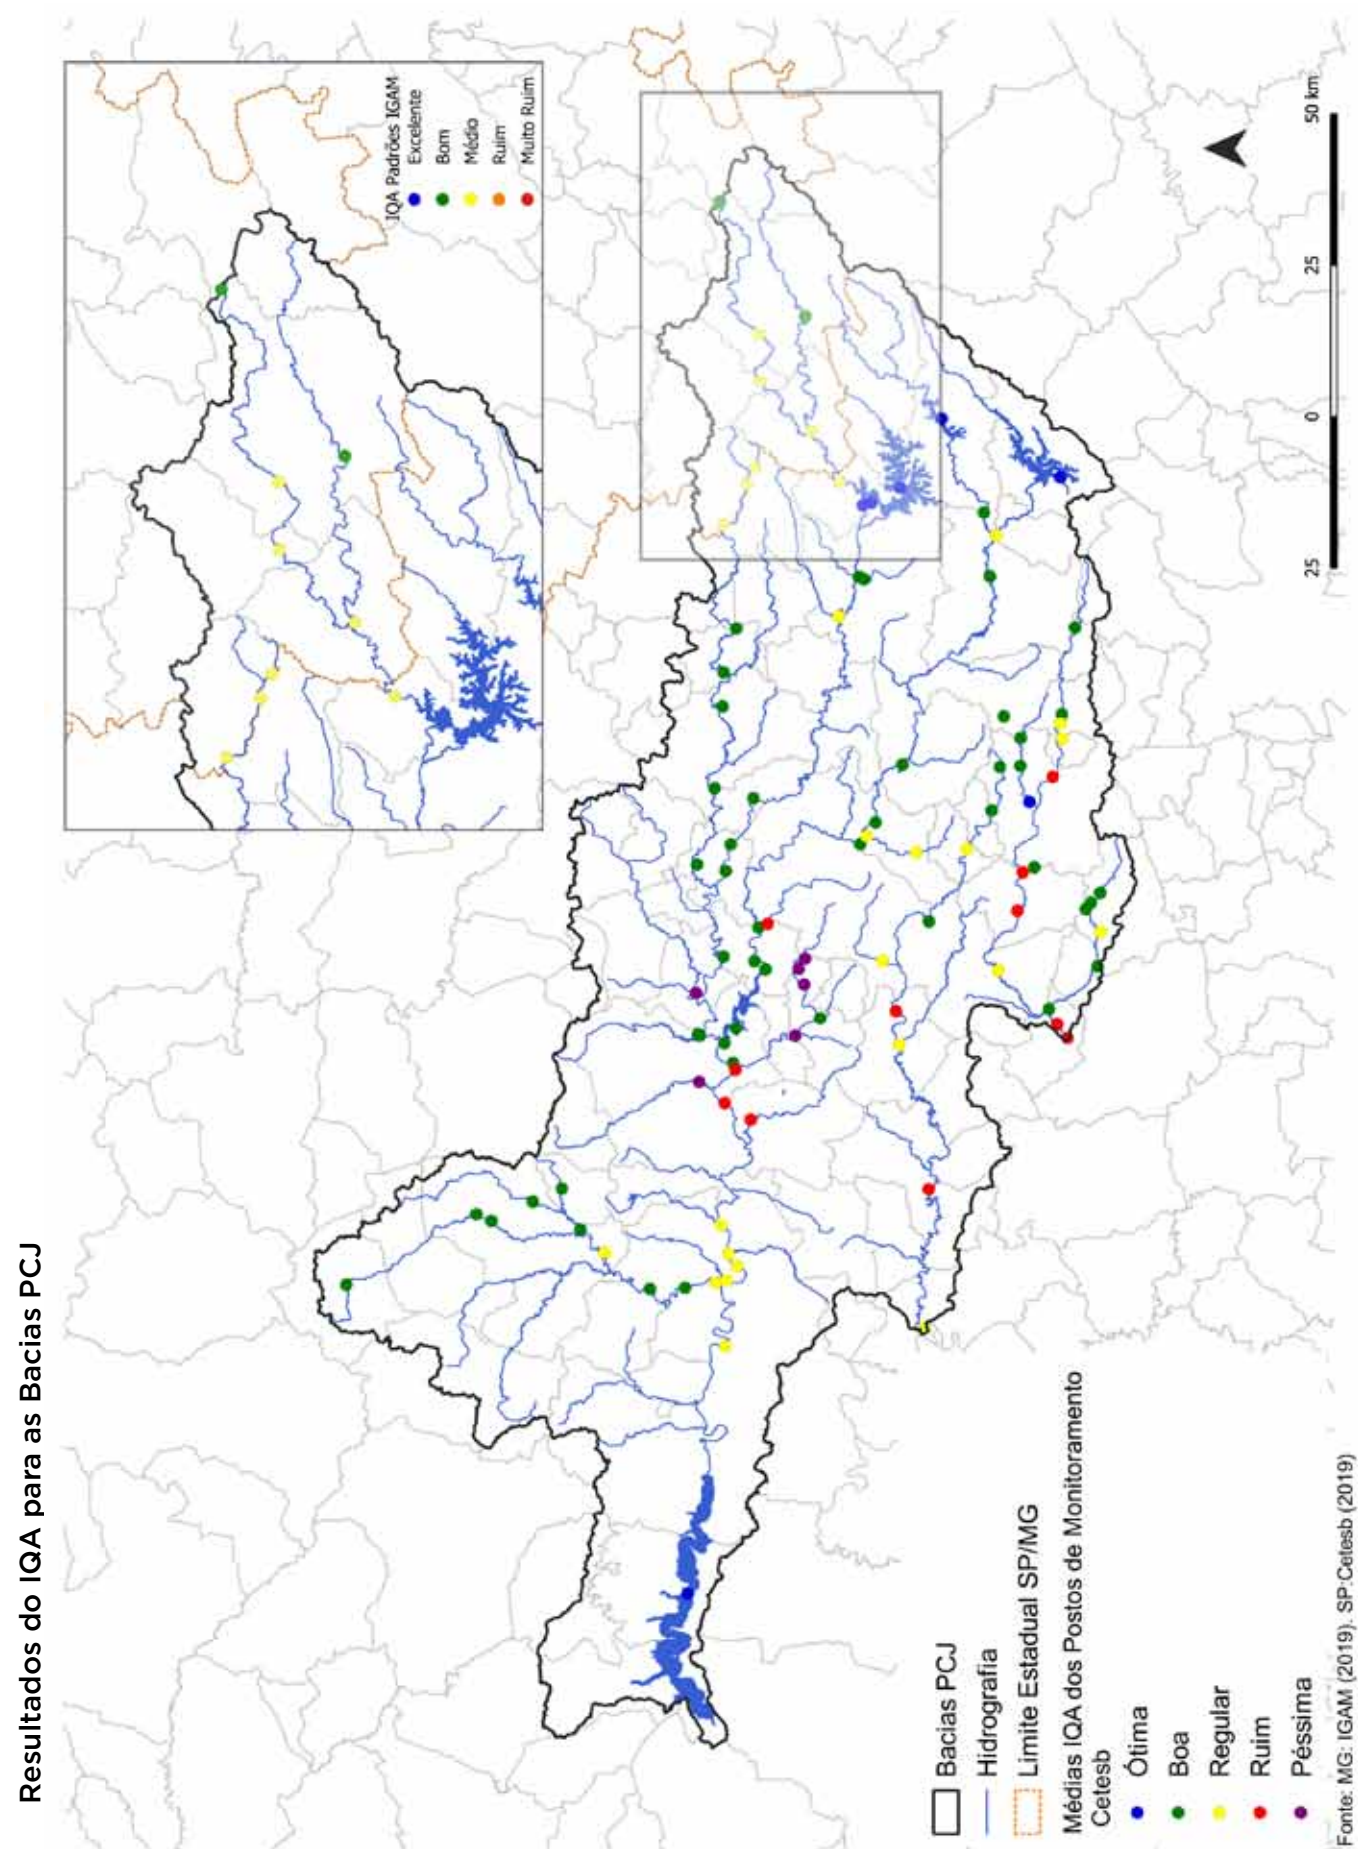 Resultados do IQA para as Bacias PCJ
IQA Padrões IGAM
Excelente
Bom
Médio
Ruim
Muito Ruim
Bacias PCJ
Hidrografia
Limite Estadual SP/MG
Médias IQA dos Postos de Monitoramento
Cetesb
Ótima
Boa
Regular
Ruim
Péssima
25 0 25 50 km
Fonte: MG: IGAM (2019). SP:Cetesb (2019)